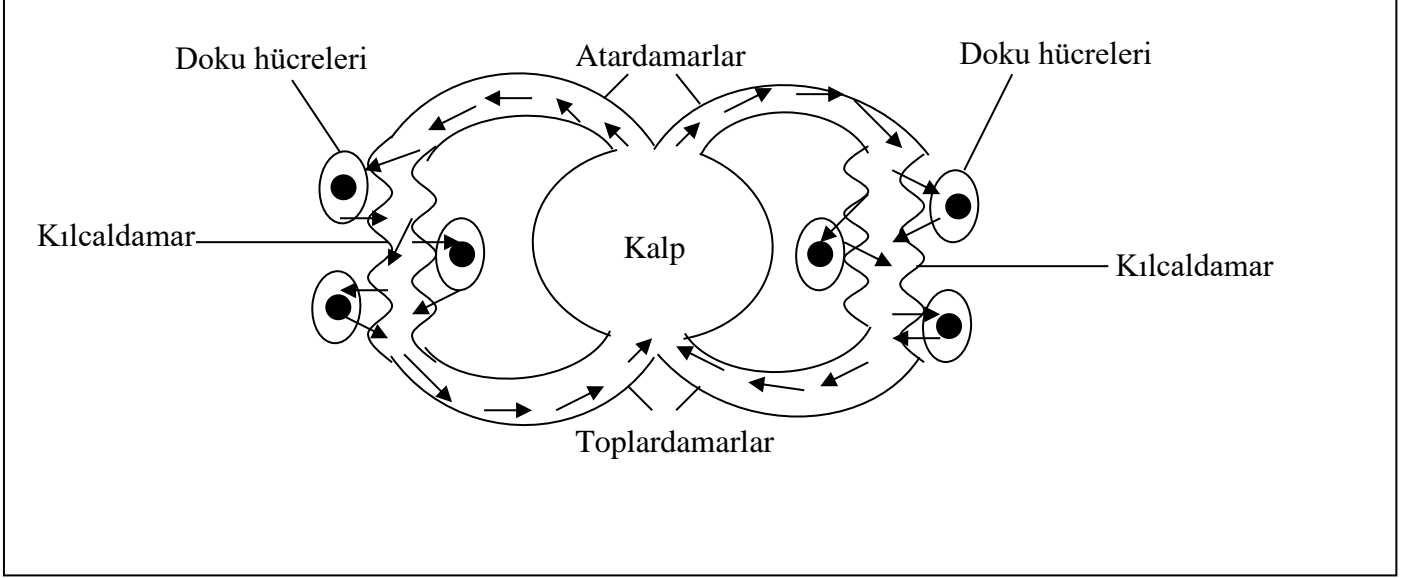 Doku hücreleri
Atardamarlar
Doku hücreleri
Kılcaldamar
Kalp
Kılcaldamar
Toplardamarlar